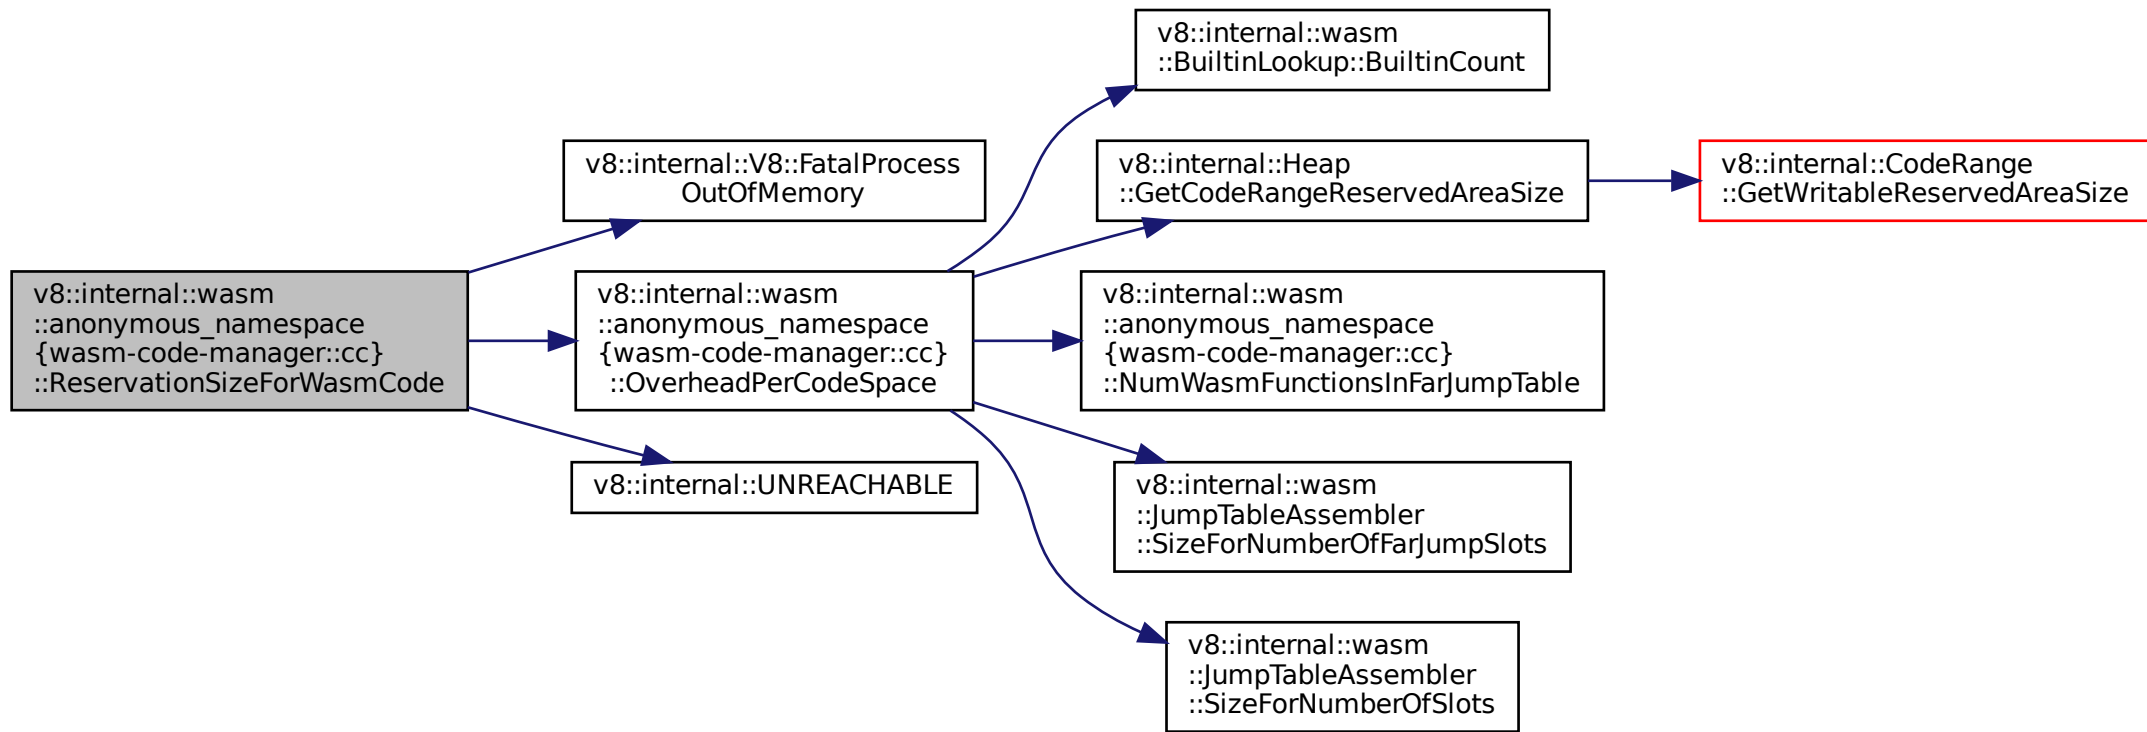 v8::internal::wasm
::anonymous_namespace
{wasm-code-manager::cc}
::ReservationSizeForWasmCode
v8::internal::V8::FatalProcess
OutOfMemory
v8::internal::wasm
::anonymous_namespace
{wasm-code-manager::cc}
::OverheadPerCodeSpace
v8::internal::UNREACHABLE
v8::internal::wasm
::BuiltinLookup::BuiltinCount
v8::internal::Heap
::GetCodeRangeReservedAreaSize
v8::internal::CodeRange
::GetWritableReservedAreaSize
v8::internal::wasm
::anonymous_namespace
{wasm-code-manager::cc}
::NumWasmFunctionsInFarJumpTable
v8::internal::wasm
::JumpTableAssembler
::SizeForNumberOfFarJumpSlots
v8::internal::wasm
::JumpTableAssembler
::SizeForNumberOfSlots